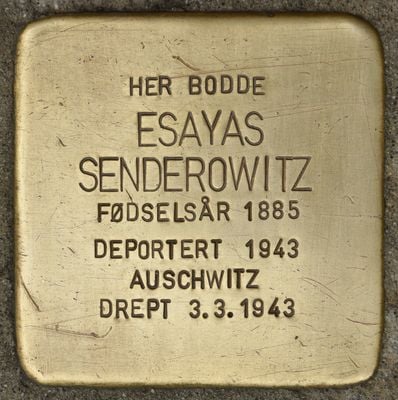 HER BODDE
ESAYAS
SENDEROWITZ
FØDSELSÅR 1885
DEPORTERT 1943
AUSCHWITZ
DREPT 3.3.1943